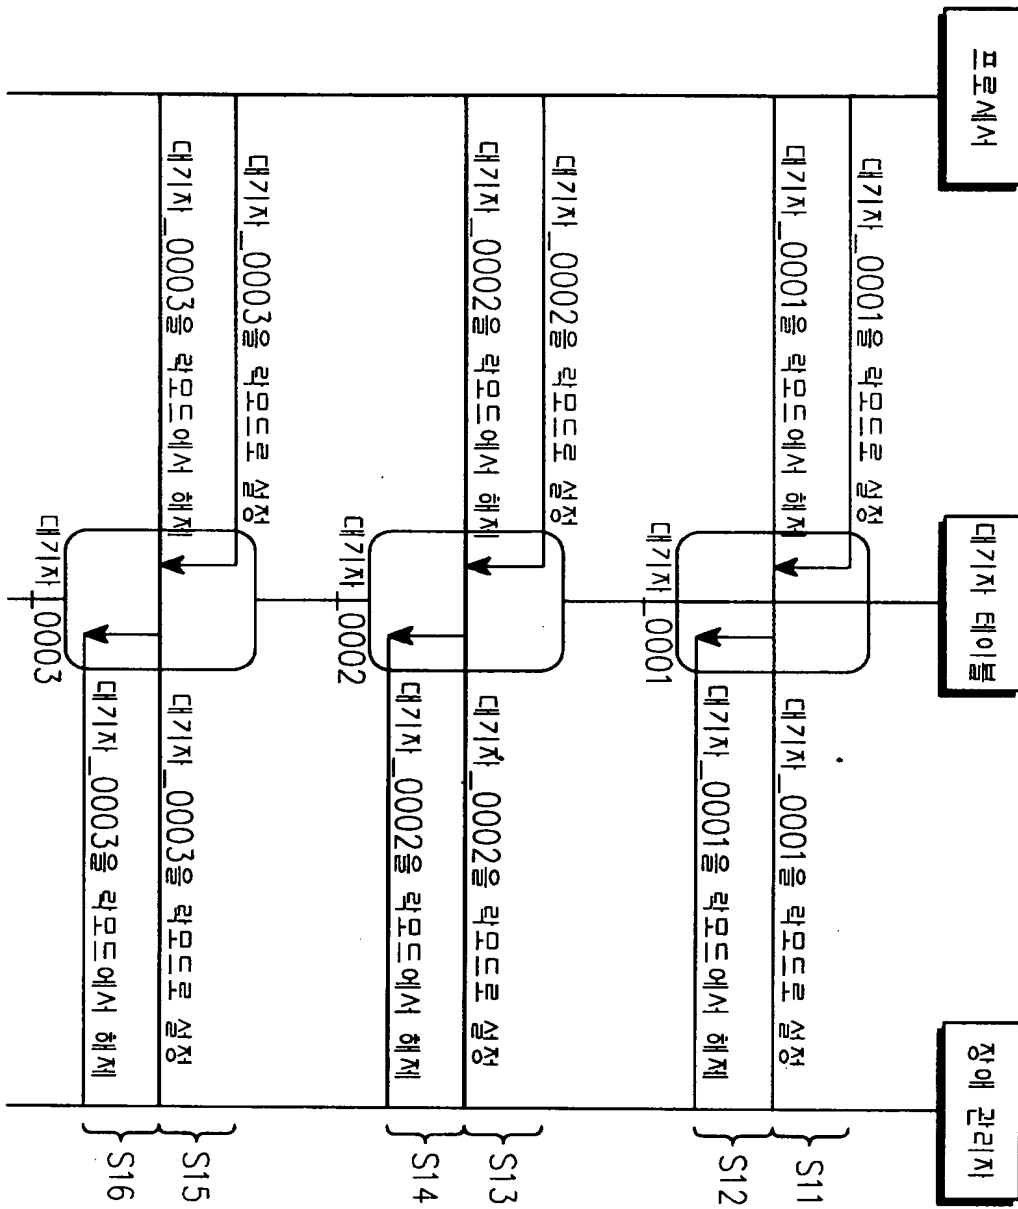 프로세서
대기자 테이블
장애 관리자
대기자_0001을 락모드로 설정
대기자_0001을 락모드에서 해제
대기자_0001을 락모드로 설정
대기자_0001을 락모드에서 해제
대기자_0001
S11
S12
대기자_0002을 락모드로 설정
대기자_0002을 락모드에서 해제
대기자_0002을 락모드로 설정
대기자_0002을 락모드에서 해제
대기자_0002
S13
S14
대기자_0003을 락모드로 설정
대기자_0003을 락모드에서 해제
대기자_0003을 락모드로 설정
대기자_0003을 락모드에서 해제
대기자_0003
S15
S16